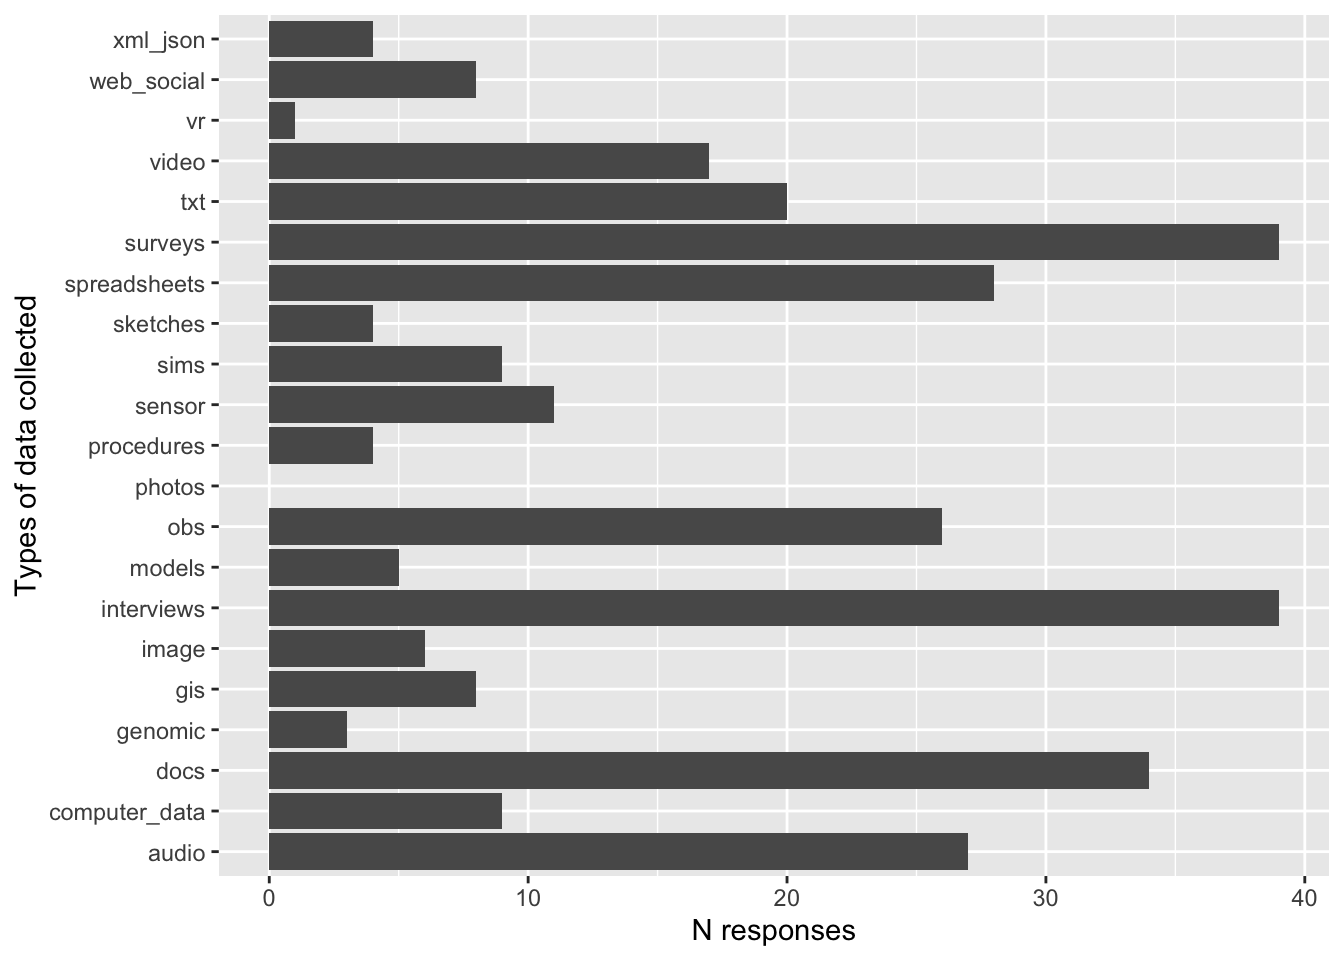 xml_json
web_social
vr
video
txt
surveys
spreadsheets
sketches
sims
sensor
procedures
photos
obs
models
interviews
image
gis
genomic
docs
computer_data
audio
Types of data collected
0 10 20 30 40
N responses